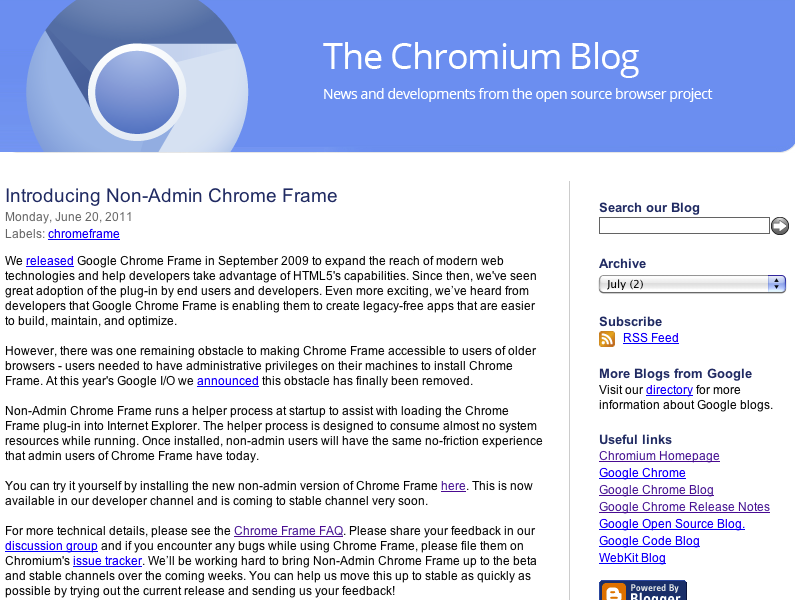 The Chromium Blog
News and developments from the open source browser project
Introducing Non-Admin Chrome Frame
Monday, June 20, 2011
Labels: chromeframe
We released Google Chrome Frame in September 2009 to expand the reach of modern web
technologies and help developers take advantage of HTML5's capabilities. Since then, we've seen
great adoption of the plug-in by end users and developers. Even more exciting, we’ve heard from
developers that Google Chrome Frame is enabling them to create legacy-free apps that are easier
to build, maintain, and optimize.
However, there was one remaining obstacle to making Chrome Frame accessible to users of older
browsers - users needed to have administrative privileges on their machines to install Chrome
Frame. At this year's Google I/O we announced this obstacle has finally been removed.
Non-Admin Chrome Frame runs a helper process at startup to assist with loading the Chrome
Frame plug-in into Internet Explorer. The helper process is designed to consume almost no system
resources while running. Once installed, non-admin users will have the same no-friction experience
that admin users of Chrome Frame have today.
You can try it yourself by installing the new non-admin version of Chrome Frame here. This is now
available in our developer channel and is coming to stable channel very soon.
For more technical details, please see the Chrome Frame FAQ. Please share your feedback in our
discussion group and if you encounter any bugs while using Chrome Frame, please file them on
Chromium's issue tracker. We’ll be working hard to bring Non-Admin Chrome Frame up to the beta
and stable channels over the coming weeks. You can help us move this up to stable as quickly as
possible by trying out the current release and sending us your feedback!
Search our Blog
Archive
July (2)
Subscribe
RSS Feed
More Blogs from Google
Visit our directory for more
information about Google blogs.
Useful links
Chromium Homepage
Google Chrome
Google Chrome Blog
Google Chrome Release Notes
Google Open Source Blog.
Google Code Blog
WebKit Blog
Powered By
Blogger